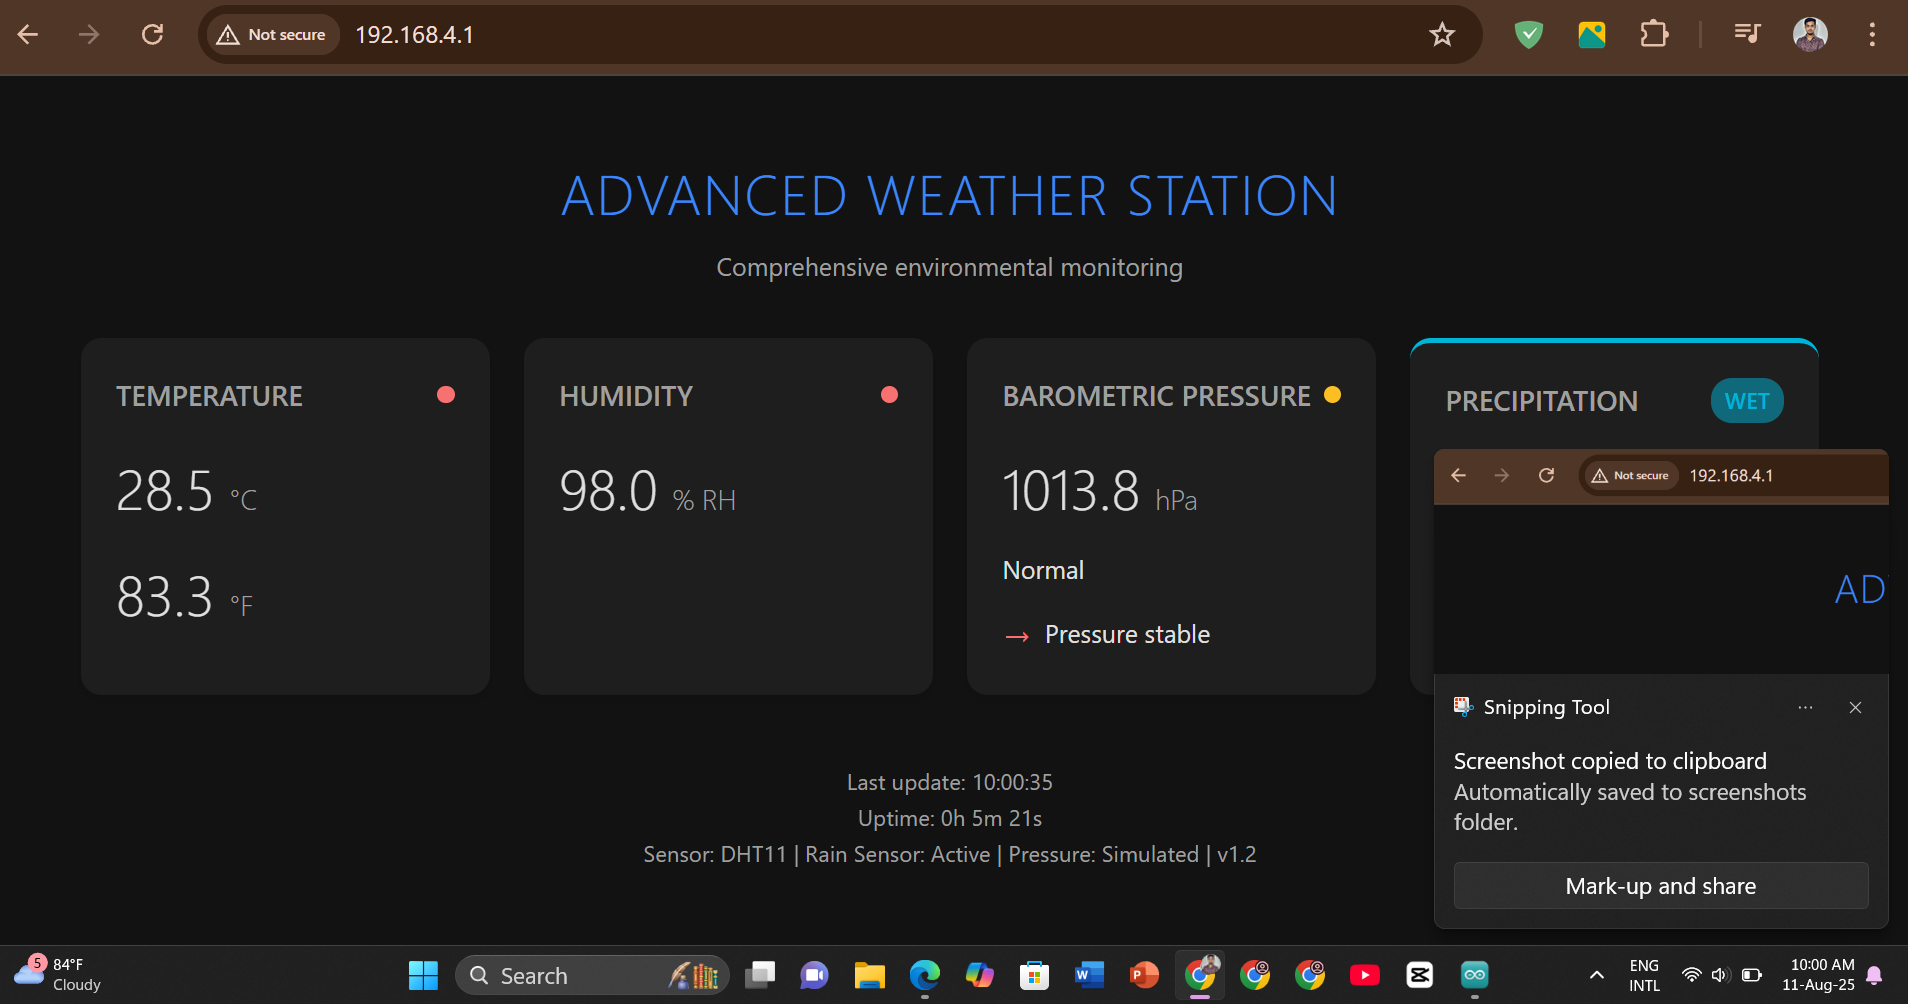 Not secure 192.168.4.1
ADVANCED WEATHER STATION
Comprehensive environmental monitoring
TEMPERATURE
28.5 °C
83.3 °F
HUMIDITY
98.0 % RH
BAROMETRIC PRESSURE
1013.8 hPa
Normal
→ Pressure stable
PRECIPITATION WET
Not secure 192.168.4.1
AD
Snipping Tool
Screenshot copied to clipboard
Automatically saved to screenshots
folder.
Mark-up and share
Last update: 10:00:35
Uptime: 0h 5m 21s
Sensor: DHT11 | Rain Sensor: Active | Pressure: Simulated | v1.2
5
84°F
Cloudy
Search
W
P
ENG
INTL
10:00 AM
11-Aug-25